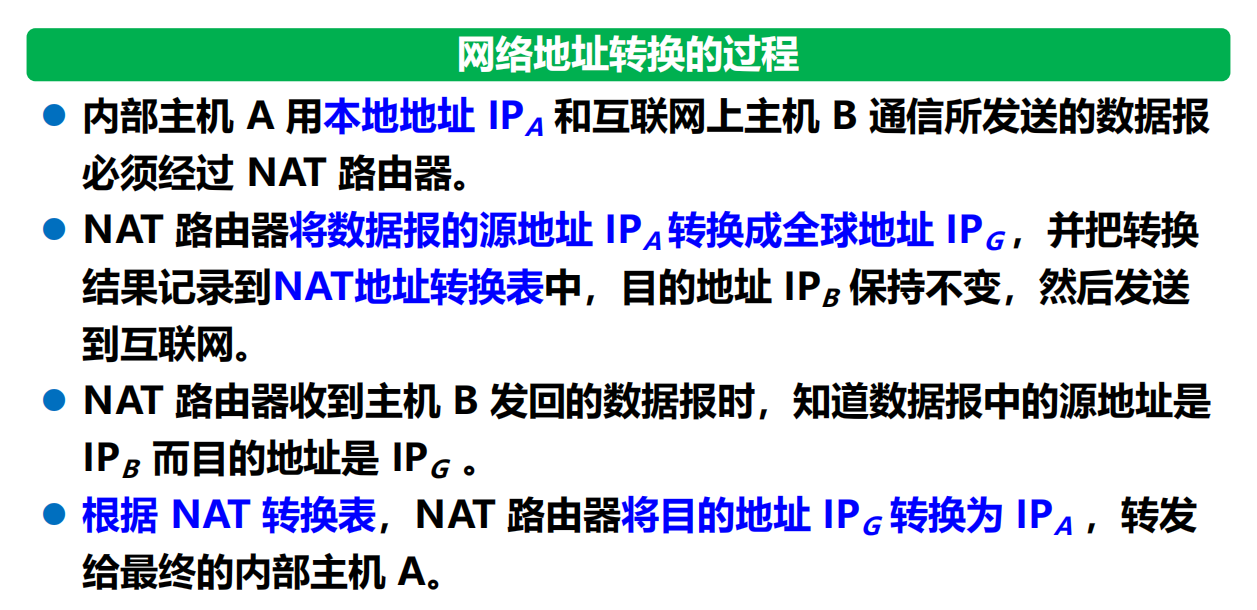 网络地址转换的过程
● 内部主机 A 用本地地址 IPA 和互联网上主机 B 通信所发送的数据报
必须经过 NAT 路由器。
● NAT 路由器将数据报的源地址 IPA 转换成全球地址 IPG，并把转换
结果记录到NAT地址转换表中，目的地址 IPB 保持不变，然后发送
到互联网。
● NAT 路由器收到主机 B 发回的数据报时，知道数据报中的源地址是
IPB 而目的地址是 IPG 。
● 根据 NAT 转换表，NAT 路由器将目的地址 IPG 转换为 IPA ，转发
给最终的内部主机 A。